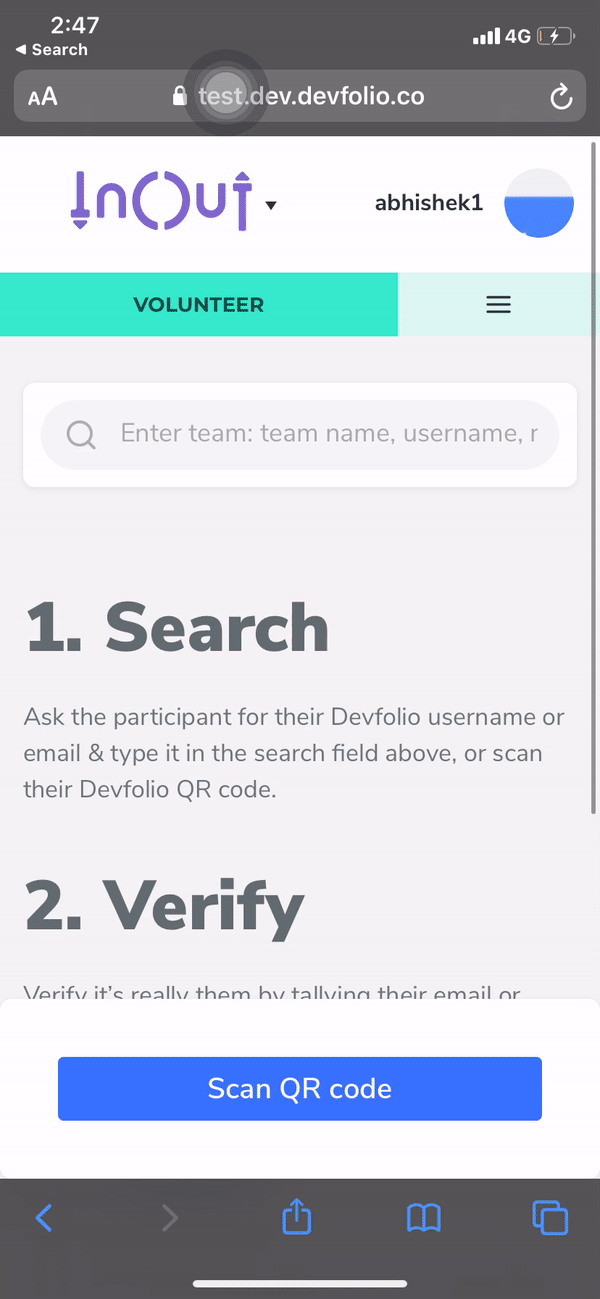 2:47
4G
◀ Search
AA
test.dev.devfolio.co
InOut
abhishek1
VOLUNTEER
Enter team: team name, username, r
1. Search
Ask the participant for their Devfolio username or
email & type it in the search field above, or scan
their Devfolio QR code.
2. Verify
Verify it’s really them by tallying their email or
Scan QR code